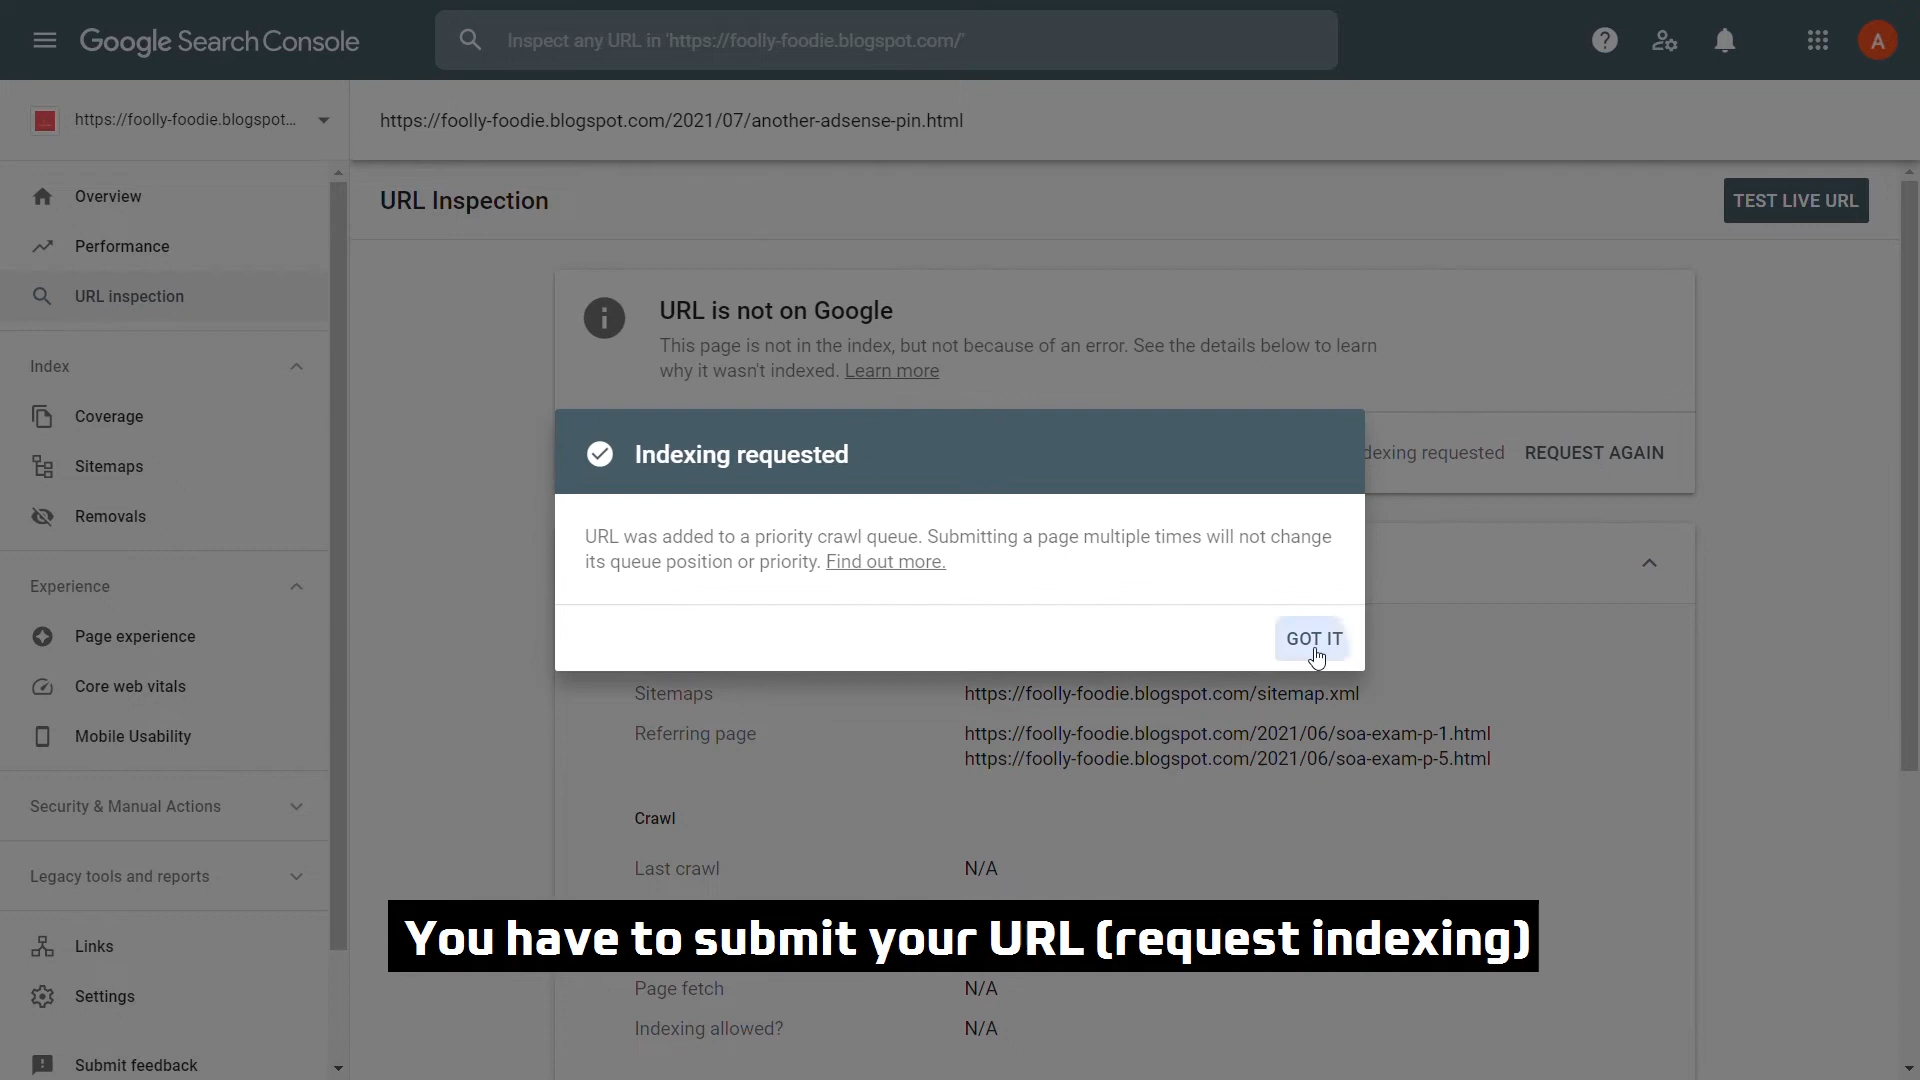 Google Search Console
Inspect any URL in 'https://foolly-foodie.blogspot.com/'
A
https://foolly-foodie.blogspot...
https://foolly-foodie.blogspot.com/2021/07/another-adsense-pin.html
Overview
Performance
URL inspection
Index
Coverage
Sitemaps
Removals
Experience
Page experience
Core web vitals
Mobile Usability
Security & Manual Actions
Legacy tools and reports
Links
Settings
Submit feedback
URL Inspection
TEST LIVE URL
URL is not on Google
This page is not in the index, but not because of an error. See the details below to learn
why it wasn't indexed. Learn more
dexing requested REQUEST AGAIN
Indexing requested
URL was added to a priority crawl queue. Submitting a page multiple times will not change
its queue position or priority. Find out more.
GOT IT
Sitemaps https://foolly-foodie.blogspot.com/sitemap.xml
Referring page https://foolly-foodie.blogspot.com/2021/06/soa-exam-p-1.html
https://foolly-foodie.blogspot.com/2021/06/soa-exam-p-5.html
Crawl
Last crawl N/A
You have to submit your URL (request indexing)
Page fetch N/A
Indexing allowed? N/A